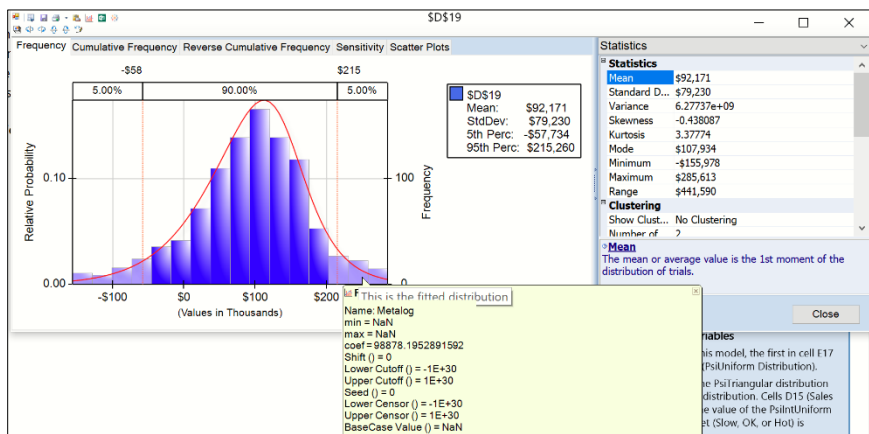 $D$19
Frequency Cumulative Frequency Reverse Cumulative Frequency Sensitivity Scatter Plots
-$58 $215
5.00% 90.00% 5.00%
Relative Probability
0.10
0.00
100
0
Frequency
-$100 $0 $100 $200
(Values in Thousands)
$D$19
Mean: $92,171
StdDev: $79,230
5th Perc: -$57,734
95th Perc: $215,260
Statistics
Statistics
Mean $92,171
Standard D... $79,230
Variance 6.27737e+09
Skewness -0.438087
Kurtosis 3.37774
Mode $107,934
Minimum -$155,978
Maximum $285,613
Range $441,590
Clustering
Show Clust... No Clustering
Number of 2
Mean
The mean or average value is the 1st moment of the
distribution of trials.
Close
This is the fitted distribution
Name: Metalog
min = NaN
max = NaN
coef = 98878.1952891592
Shift () = 0
Lower Cutoff () = -1E+30
Upper Cutoff () = 1E+30
Seed () = 0
Lower Censor () = -1E+30
Upper Censor () = 1E+30
BaseCase Value () = NaN
riables
his model, the first in cell E17
(PsiUniform Distribution).
he PsiTriangular distribution
distribution. Cells D15 (Sales
he value of the PsiIntUniform
et (Slow, OK, or Hot) is